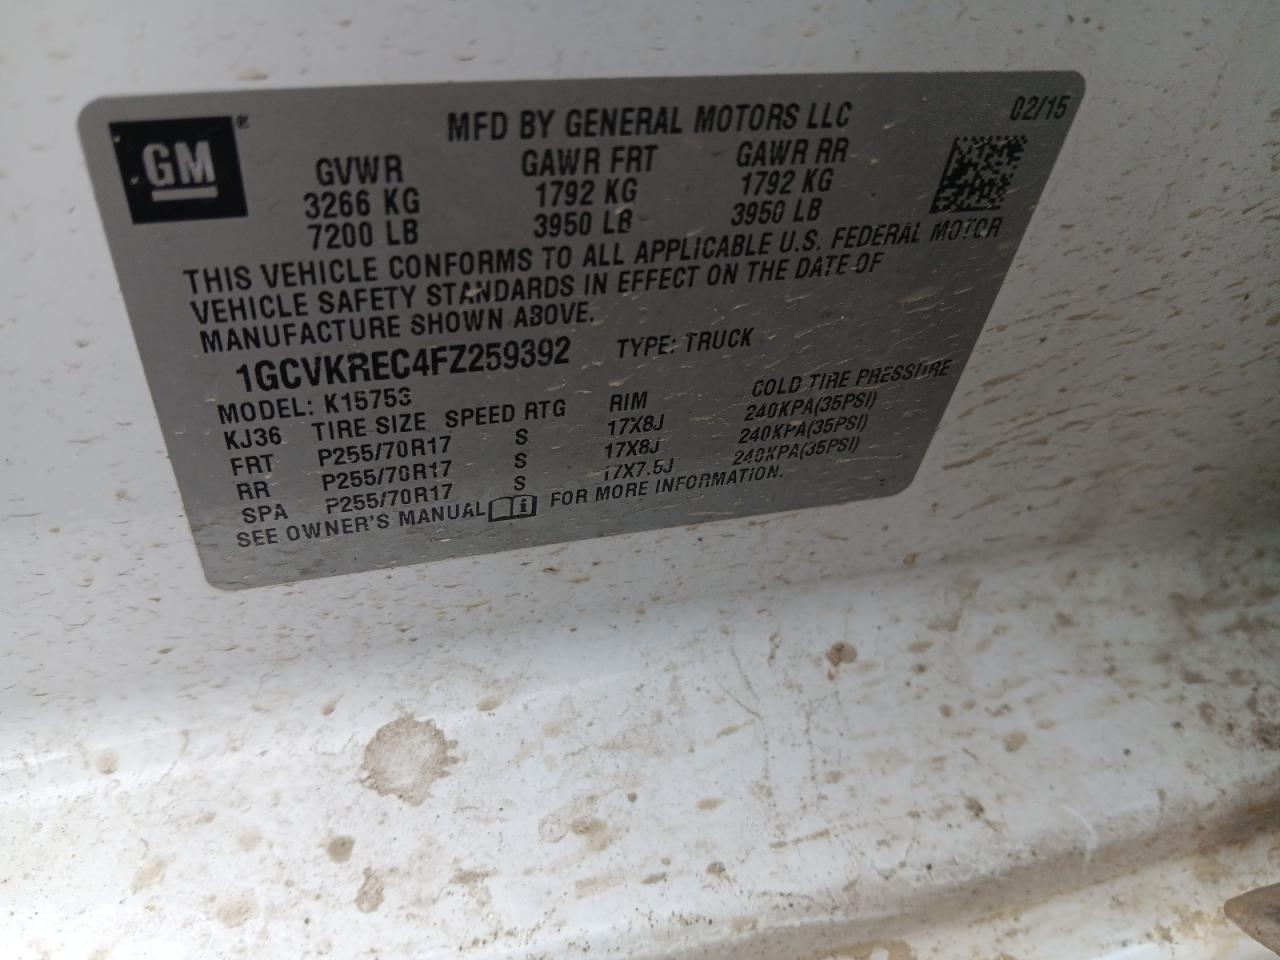 GM ®
MFD BY GENERAL MOTORS LLC 02/15
GVWR GAWR FRT GAWR RR
3266 KG 1792 KG 1792 KG
7200 LB 3950 LB 3950 LB
THIS VEHICLE CONFORMS TO ALL APPLICABLE U.S. FEDERAL MOTOR
VEHICLE SAFETY STANDARDS IN EFFECT ON THE DATE OF
MANUFACTURE SHOWN ABOVE.
1GCVKREC4FZ259392 TYPE: TRUCK
MODEL: K15753
KJ36 TIRE SIZE SPEED RTG RIM COLD TIRE PRESSURE
FRT P255/70R17 S 17X8J 240KPA(35PSI)
RR P255/70R17 S 17X8J 240KPA(35PSI)
SPA P255/70R17 S 17X7.5J 240KPA(35PSI)
SEE OWNER'S MANUAL FOR MORE INFORMATION.